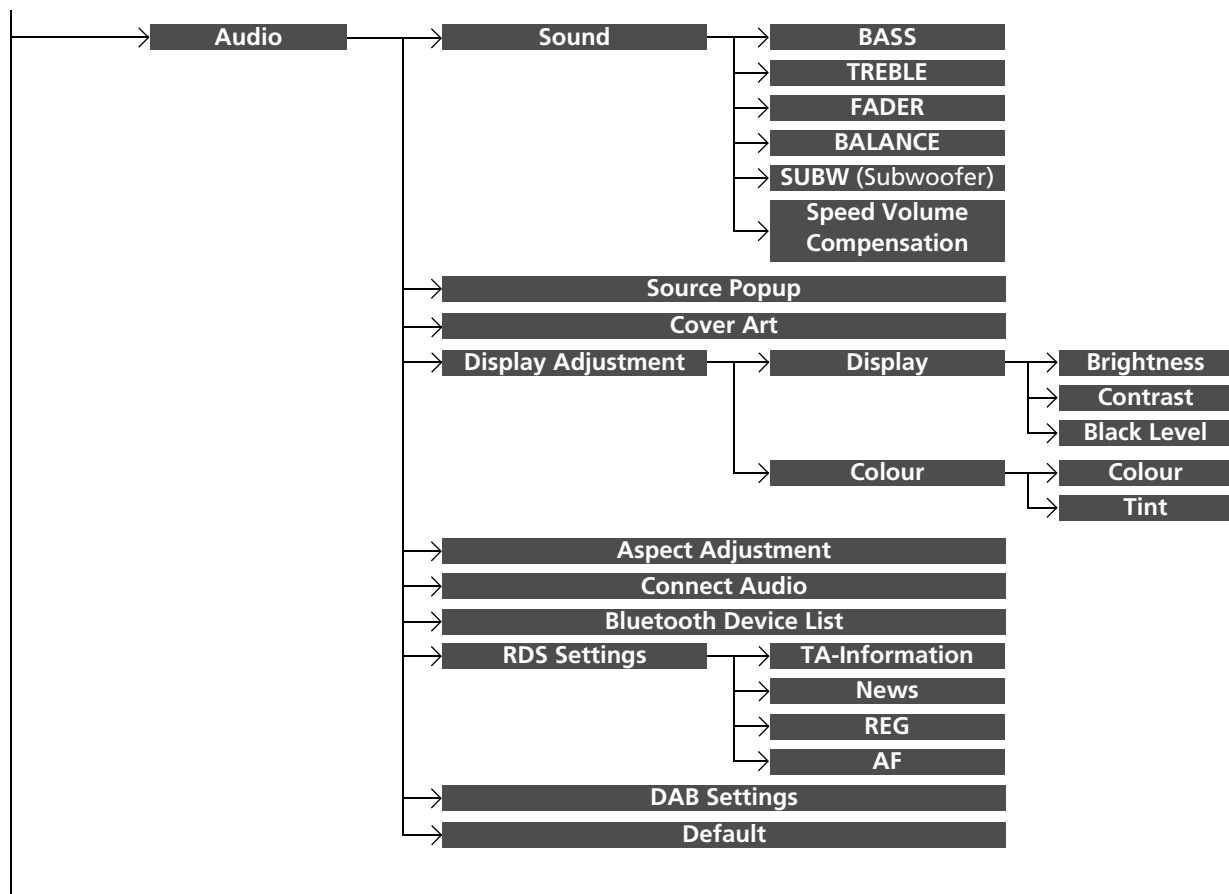 Audio
Sound
BASS
TREBLE
FADER
BALANCE
SUBW (Subwoofer)
Speed Volume
Compensation
Source Popup
Cover Art
Display Adjustment
Display
Brightness
Contrast
Black Level
Colour
Colour
Tint
Aspect Adjustment
Connect Audio
Bluetooth Device List
RDS Settings
TA-Information
News
REG
AF
DAB Settings
Default